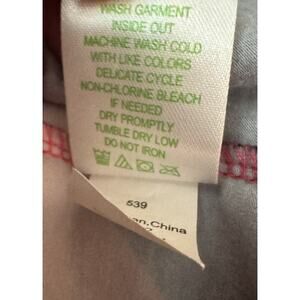 WASH GARMENT
INSIDE OUT
MACHINE WASH COLD
WITH LIKE COLORS
DELICATE CYCLE
NON-CHLORINE BLEACH
IF NEEDED
DRY PROMPTLY
TUMBLE DRY LOW
DO NOT IRON
539
China